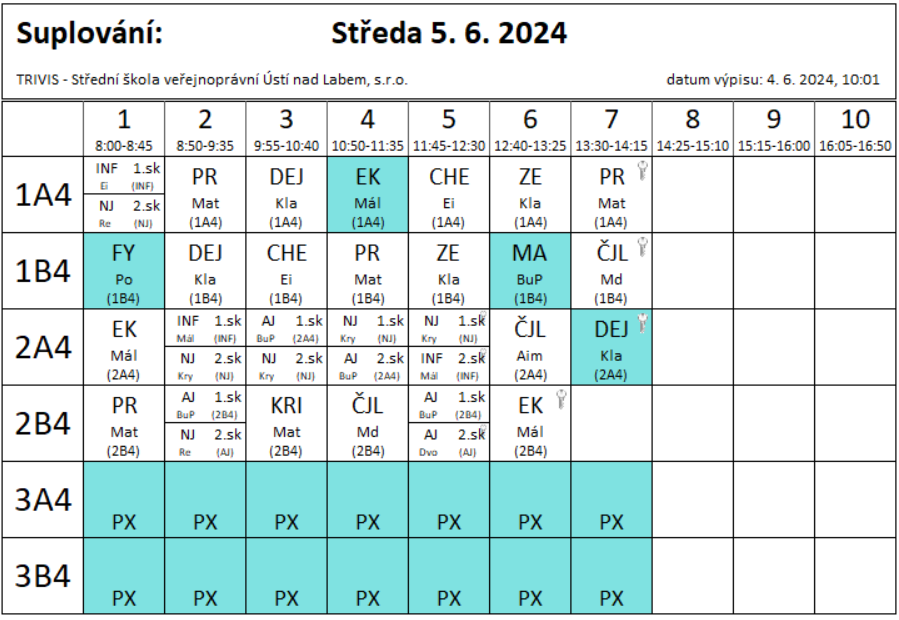 Suplování: Středa 5. 6. 2024
TRIVIS - Střední škola veřejnoprávní Ústí nad Labem, s.r.o. datum výpisu: 4. 6. 2024, 10:01
1 2 3 4 5 6 7 8 9 10
8:00-8:45 8:50-9:35 9:55-10:40 10:50-11:35 11:45-12:30 12:40-13:25 13:30-14:15 14:25-15:10 15:15-16:00 16:05-16:50
1A4
INF 1.sk
Ei (INF)
NJ 2.sk
Re (NJ)
PR
Mat
(1A4)
DEJ
Kla
(1A4)
EK
Mál
(1A4)
CHE
Ei
(1A4)
ZE
Kla
(1A4)
PR
Mat
(1A4)
1B4
FY
Po
(1B4)
DEJ
Kla
(1B4)
CHE
Ei
(1B4)
PR
Mat
(1B4)
ZE
Kla
(1B4)
MA
BuP
(1B4)
ČJL
Md
(1B4)
2A4
EK
Mál
(2A4)
INF 1.sk
Mál (INF)
NJ 2.sk
Kry (NJ)
AJ 1.sk
BuP (2A4)
NJ 2.sk
Kry (NJ)
NJ 1.sk
Kry (NJ)
AJ 2.sk
BuP (2A4)
NJ 1.sk
Kry (NJ)
INF 2.sk
Mál (INF)
ČJL
Aim
(2A4)
DEJ
Kla
(2A4)
2B4
PR
Mat
(2B4)
AJ 1.sk
BuP (2B4)
NJ 2.sk
Re (AJ)
KRI
Mat
(2B4)
ČJL
Md
(2B4)
AJ 1.sk
BuP (2B4)
AJ 2.sk
Dvo (AJ)
EK
Mál
(2B4)
3A4
PX PX PX PX PX PX PX
3B4
PX PX PX PX PX PX PX